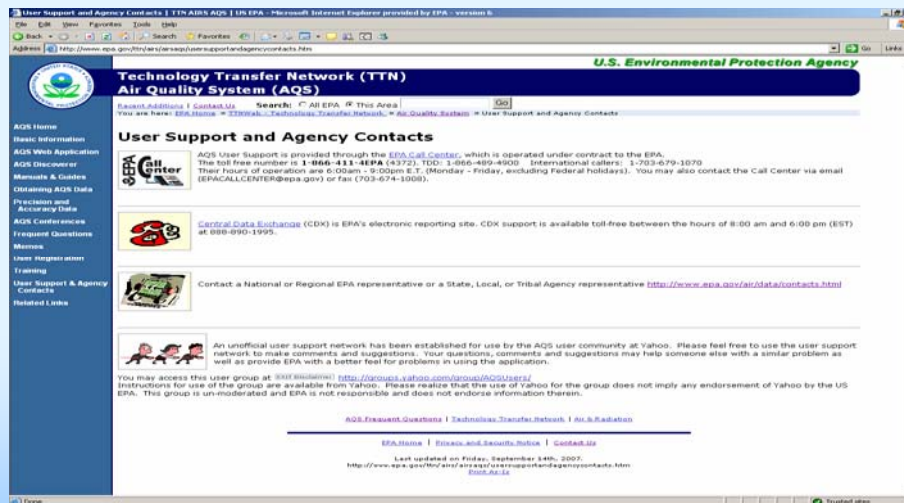 User Support and Agency Contacts | TTN AIRS AQS | US EPA - Microsoft Internet Explorer provided by EPA - version 6
File Edit View Favorites Tools Help
Back Search Favorites
Address http://www.epa.gov/ttn/airs/airsaqs/usersupportandagencycontacts.htm Go Links
U.S. Environmental Protection Agency
Technology Transfer Network (TTN)
Air Quality System (AQS)
Recent Additions | Contact Us Search: All EPA This Area Go
You are here: EPA Home » TTNWeb - Technology Transfer Network » Air Quality System » User Support and Agency Contacts
AQS Home
Basic Information
AQS Web Application
AQS Discoverer
Manuals & Guides
Obtaining AQS Data
Precision and
Accuracy Data
AQS Conferences
Frequent Questions
Memos
User Registration
Training
User Support & Agency
Contacts
Related Links
User Support and Agency Contacts
EPA Call Center
AQS User Support is provided through the EPA Call Center, which is operated under contract to the EPA.
The toll free number is 1-866-411-4EPA (4372). TDD: 1-866-489-4900 International callers: 1-703-679-1070
Their hours of operation are 6:00am - 9:00pm E.T. (Monday - Friday, excluding Federal holidays). You may also contact the Call Center via email
(EPACALLCENTER@epa.gov) or fax (703-674-1008).
Central Data Exchange (CDX) is EPA's electronic reporting site. CDX support is available toll-free between the hours of 8:00 am and 6:00 pm (EST)
at 888-890-1995.
Contact a National or Regional EPA representative or a State, Local, or Tribal Agency representative http://www.epa.gov/air/data/contacts.html
An unofficial user support network has been established for use by the AQS user community at Yahoo. Please feel free to use the user support
network to make comments and suggestions. Your questions, comments and suggestions may help someone else with a similar problem as
well as provide EPA with a better feel for problems in using the application.
You may access this user group at EXIT Disclaimer http://groups.yahoo.com/group/AQSUsers/
Instructions for use of the group are available from Yahoo. Please realize that the use of Yahoo for the group does not imply any endorsement of Yahoo by the US
EPA. This group is un-moderated and EPA is not responsible and does not endorse information therein.
AQS Frequent Questions | Technology Transfer Network | Air & Radiation
EPA Home | Privacy and Security Notice | Contact Us
Last updated on Friday, September 14th, 2007.
http://www.epa.gov/ttn/airs/airsaqs/usersupportandagencycontacts.htm
Print As-Is
Done Trusted sites